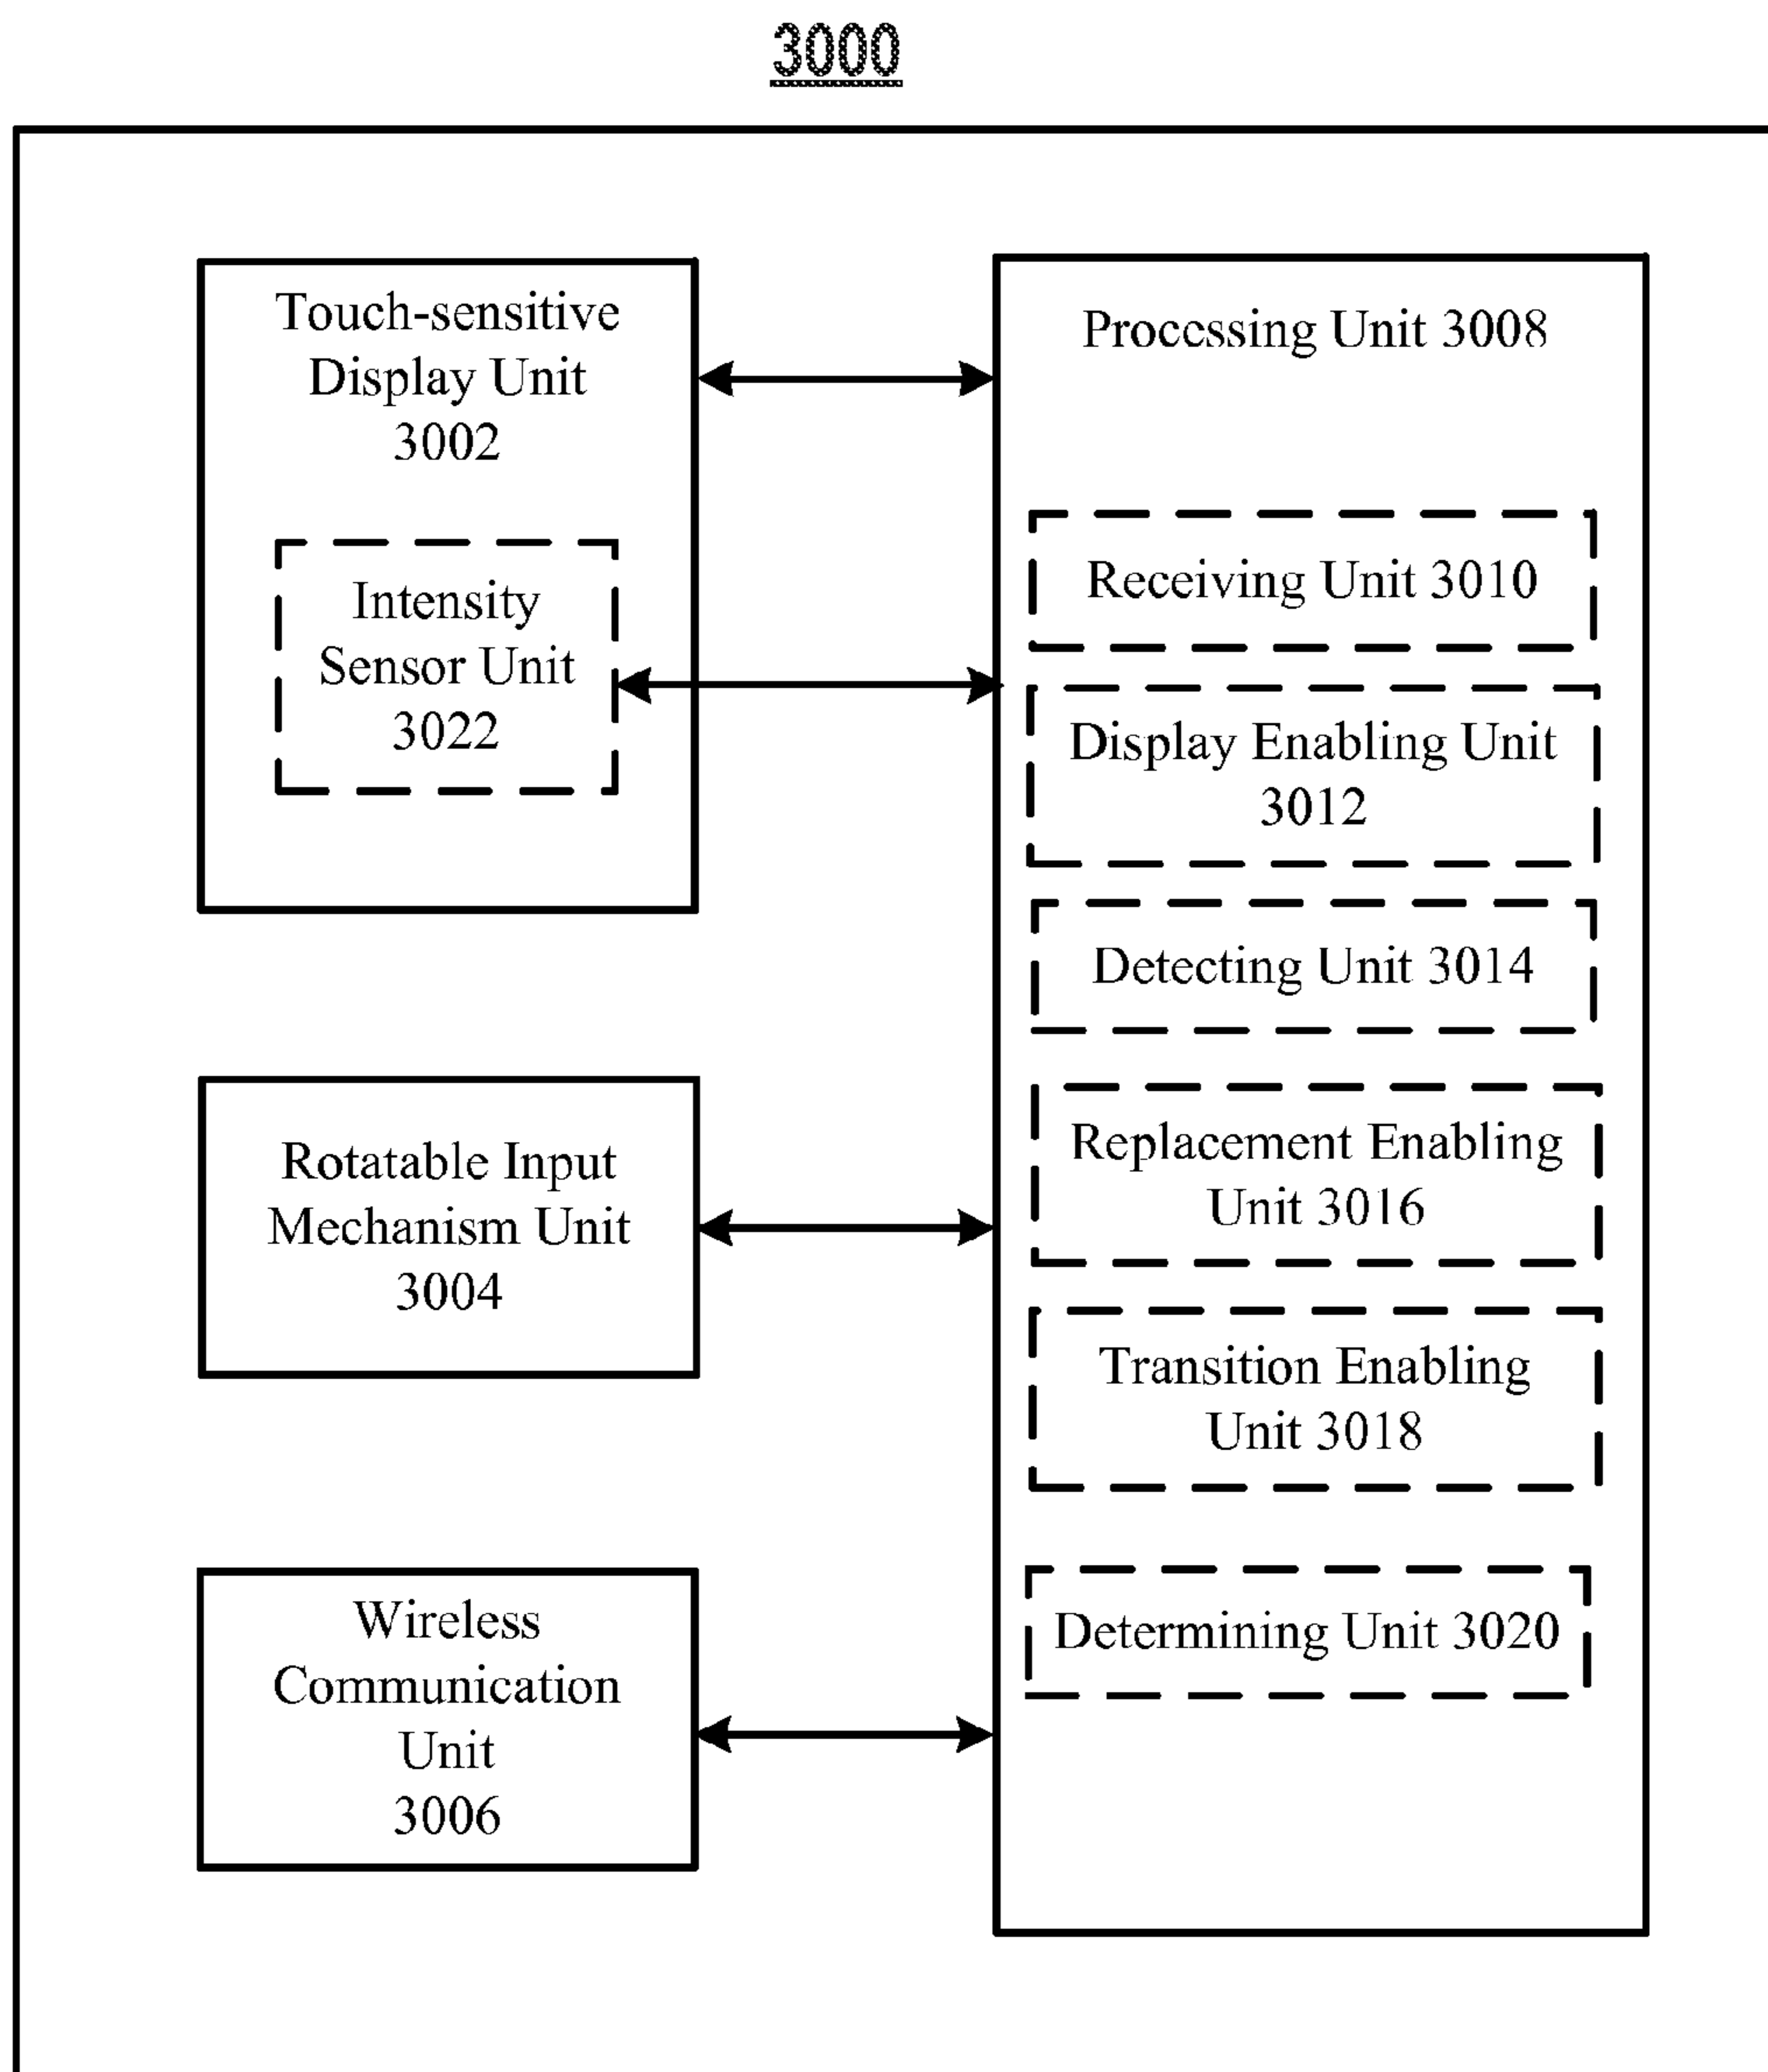 3000
Touch-sensitive
Display Unit
3002
Intensity
Sensor Unit
3022
Rotatable Input
Mechanism Unit
3004
Wireless
Communication
Unit
3006
Processing Unit 3008
Receiving Unit 3010
Display Enabling Unit
3012
Detecting Unit 3014
Replacement Enabling
Unit 3016
Transition Enabling
Unit 3018
Determining Unit 3020